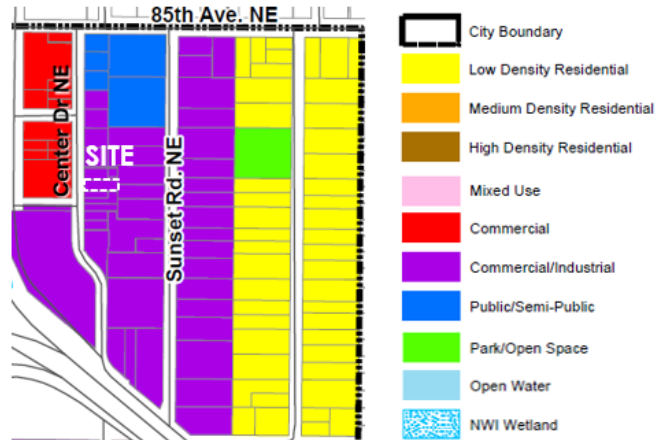 85th Ave. NE
Center Dr NE
SITE
Sunset Rd. NE
City Boundary
Low Density Residential
Medium Density Residential
High Density Residential
Mixed Use
Commercial
Commercial/Industrial
Public/Semi-Public
Park/Open Space
Open Water
NWI Wetland